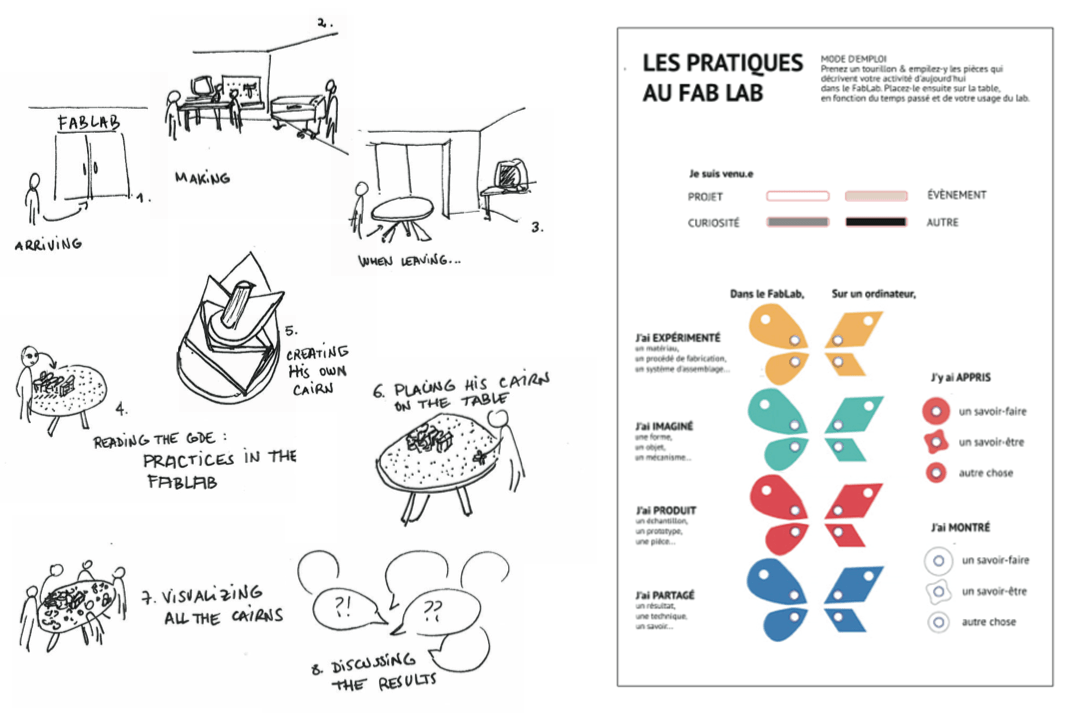 FABLAB
1.
ARRIVING
2.
MAKING
3.
WHEN LEAVING...
4.
READING THE CODE :
PRACTICES IN THE
FABLAB
5.
CREATING
HIS OWN
CAIRN
6. PLACING HIS CAIRN
ON THE TABLE
7. VISUALIZING
ALL THE CAIRNS
?!
??
8. DISCUSSING
THE RESULTS
LES PRATIQUES
AU FAB LAB
MODE D'EMPLOI
Prenez un tourillon & empilez-y les pièces qui
décrivent votre activité d'aujourd'hui
dans le FabLab. Placez-le ensuite sur la table,
en fonction du temps passé et de votre usage du lab.
Je suis venu.e
PROJET
ÉVÈNEMENT
CURIOSITÉ
AUTRE
Dans le FabLab,
Sur un ordinateur,
J'ai EXPÉRIMENTÉ
un matériau,
un procédé de fabrication,
un système d'assemblage...
J'ai IMAGINÉ
une forme,
un objet,
un mécanisme...
J'ai PRODUIT
un échantillon,
un prototype,
une pièce...
J'ai PARTAGÉ
un résultat,
une technique,
un savoir...
J'y ai APPRIS
un savoir-faire
un savoir-être
autre chose
J'ai MONTRÉ
un savoir-faire
un savoir-être
autre chose